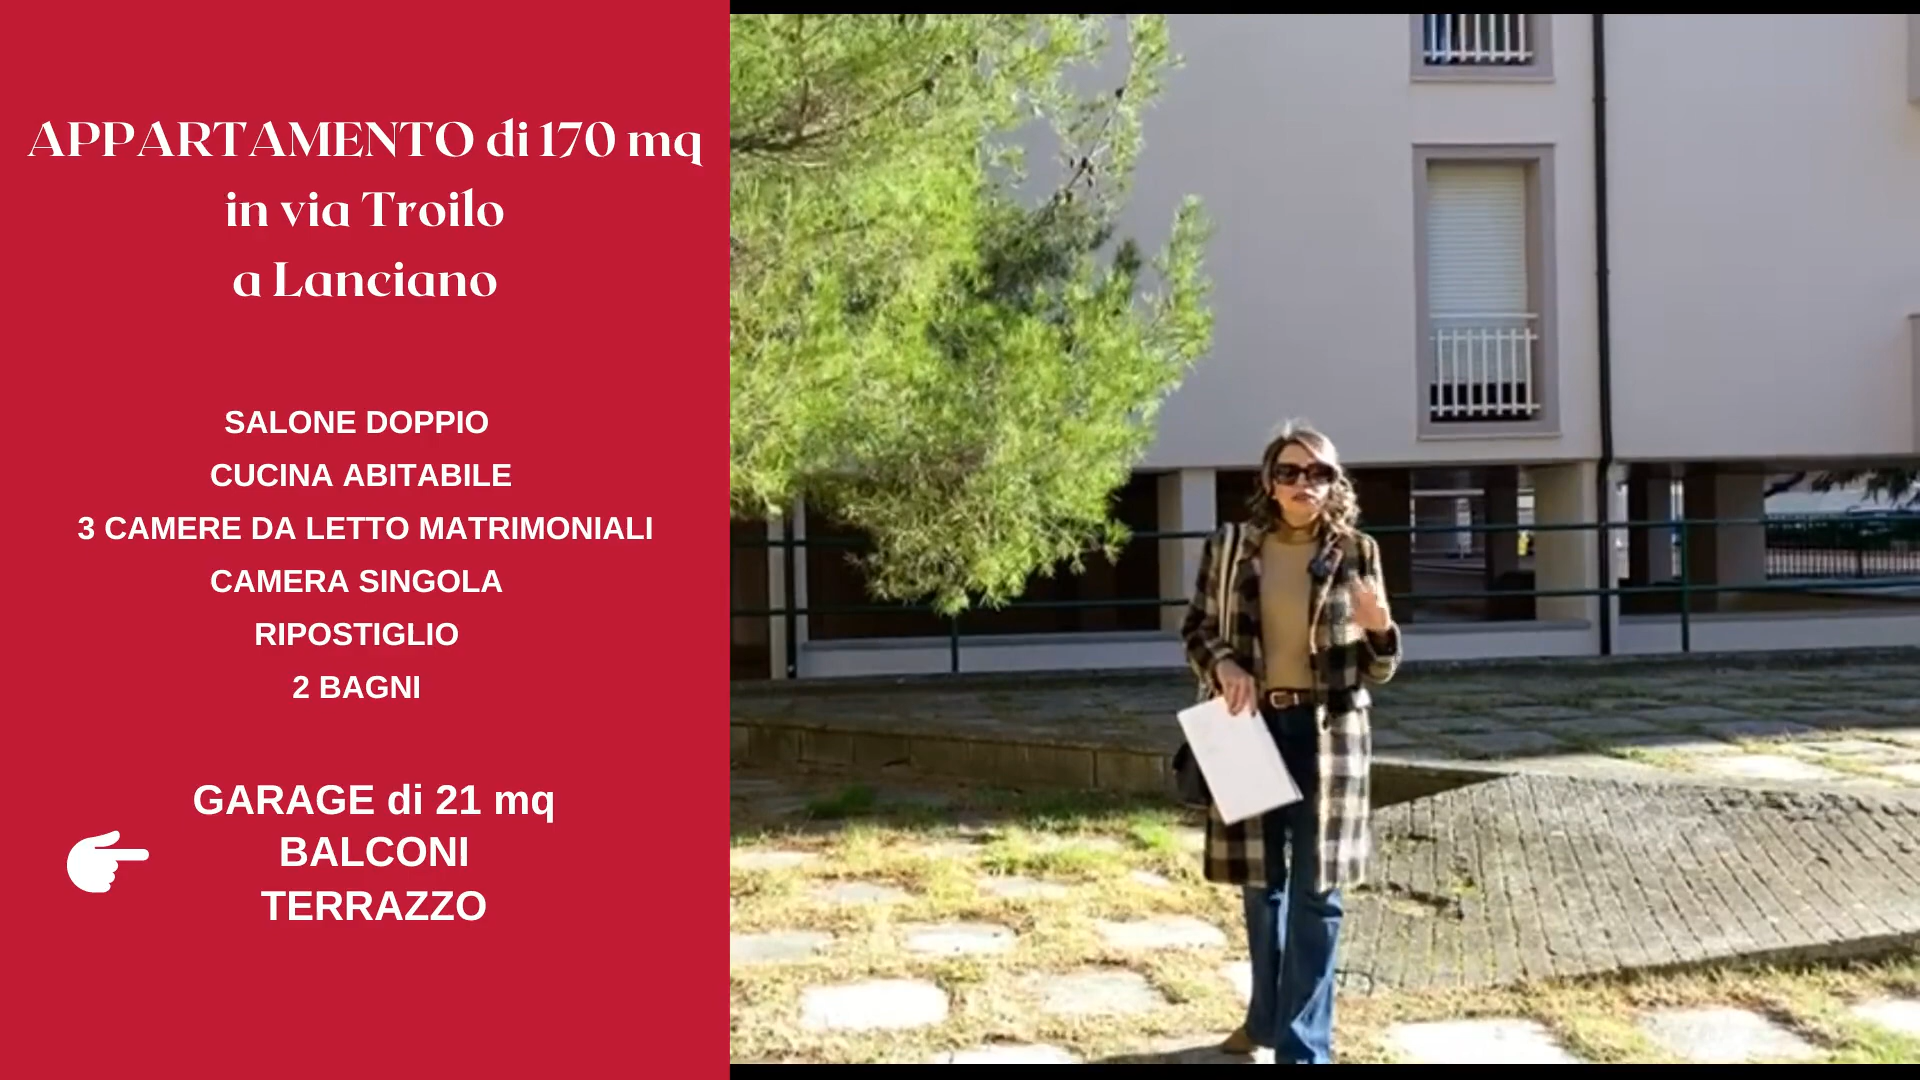 APPARTAMENTO di 170 mq
in via Troilo
a Lanciano
SALONE DOPPIO
CUCINA ABITABILE
3 CAMERE DA LETTO MATRIMONIALI
CAMERA SINGOLA
RIPOSTIGLIO
2 BAGNI
GARAGE di 21 mq
BALCONI
TERRAZZO